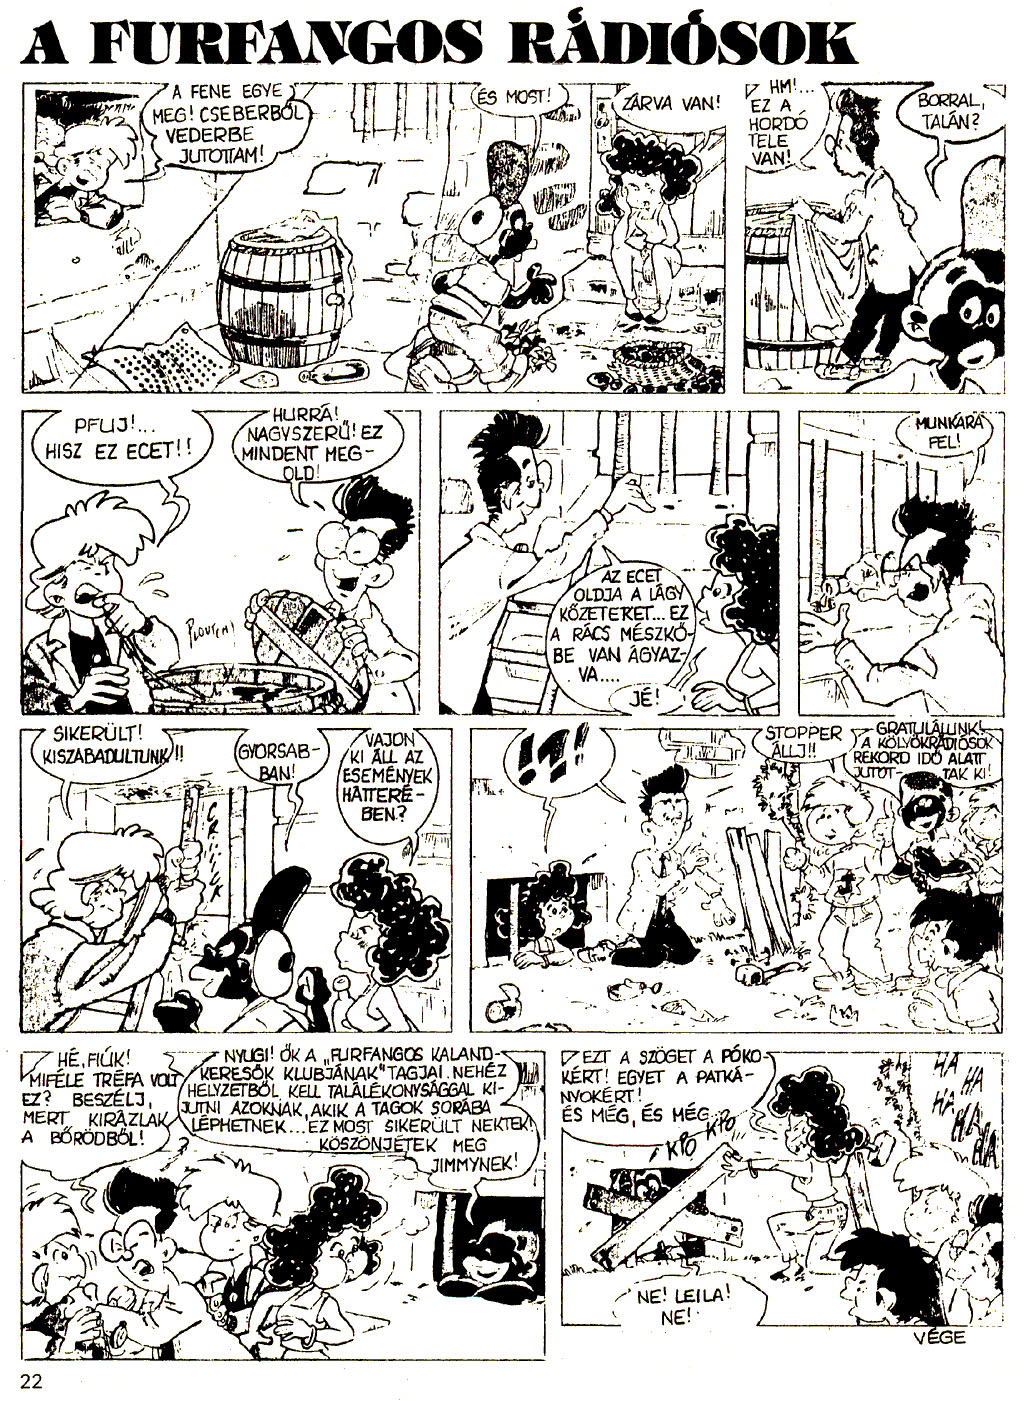 A FURFANGOS RÁDIÓSOK
A FENE EGYE
MEG! CSEBERBŐL
VEDERBE
JUTOTTAM!
ÉS MOST!
ZÁRVA VAN!
HM!...
EZ A
HORDÓ
TELE
VAN!
BORRAL,
TALÁN?
PFUJ!...
HISZ EZ ECET!!
HURRÁ!
NAGYSZERŰ! EZ
MINDENT MEG-
OLD!
PLOUTCH!
AZ ECET
OLDJA A LÁGY
KŐZETEKET... EZ
A RÁCS MÉSZKŐ-
BE VAN ÁGYAZ-
VA....
JÉ!
MUNKÁRA
FEL!
SIKERÜLT!
KISZABADULTUNK!!
GYORSAB-
BAN!
VAJON
KI ÁLL AZ
ESEMÉNYEK
HÁTTERÉ-
BEN?
!?!
STOPPER
ÁLLJ!!
GRATULÁLUNK!
A KÖLYÖKRÁDIÓSOK
REKORD IDŐ ALATT
JUTOT- TAK KI!
HÉ, FIÚK!
MIFÉLE TRÉFA VOLT
EZ? BESZÉLJ,
MERT KIRÁZLAK
A BŐRÖDBŐL!
NYUGI! ŐK A „FURFANGOS KALAND-
KERESŐK KLUBJÁNAK" TAGJAI. NEHÉZ
HELYZETBŐL KELL TALÁLÉKONYSÁGGAL KI-
JUTNI AZOKNAK, AKIK A TAGOK SORÁBA
LÉPHETNEK... EZ MOST SIKERÜLT NEKTEK!
KÖSZÖNJÉTEK MEG
JIMMYNEK!
?
EZT A SZÖGET A PÓKO-
KÉRT! EGYET A PATKÁ-
NYOKÉRT!
ÉS MÉG, ÉS MÉG...
KPO KPO
KPO
HA
HA
HA
HA
HA
NE! LEILA!
NE!
VÉGE
22